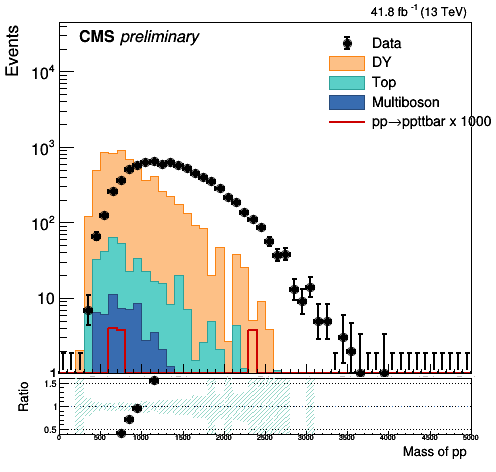 41.8 fb⁻¹ (13 TeV)
CMS preliminary
Events
Data
DY
Top
Multiboson
pp→ppttbar x 1000
10⁴
10³
10²
10
1
1.5
1
0.5
Ratio
0 500 1000 1500 2000 2500 3000 3500 4000 4500 5000
Mass of pp